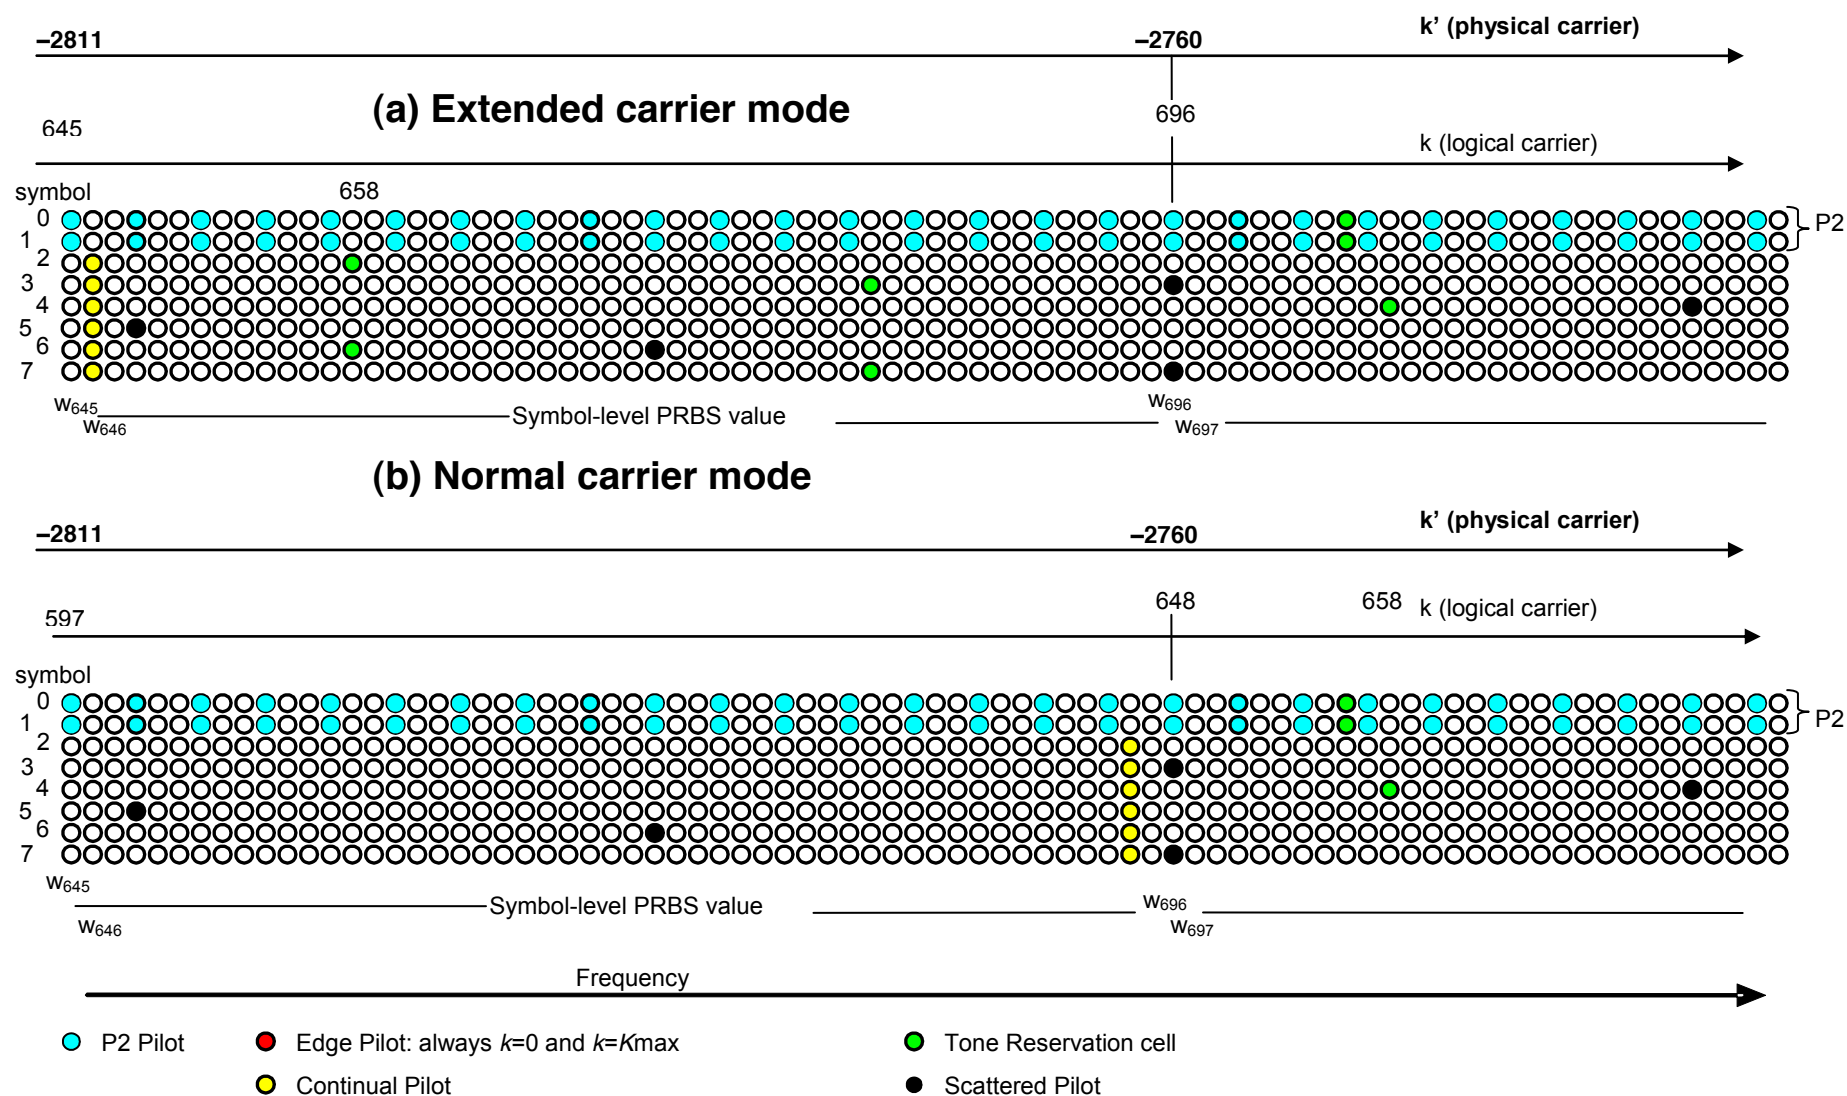 –2811 –2760 k’ (physical carrier)
(a) Extended carrier mode
645 696 k (logical carrier)
symbol 658
0
1 P2
2
3
4
5
6
7
w645 w696
w646 Symbol-level PRBS value w697
(b) Normal carrier mode
–2811 –2760 k’ (physical carrier)
597 648 658 k (logical carrier)
symbol
0
1 P2
2
3
4
5
6
7
w645 w696
w646 Symbol-level PRBS value w697
Frequency
P2 Pilot Edge Pilot: always k=0 and k=Kmax Tone Reservation cell
Continual Pilot Scattered Pilot